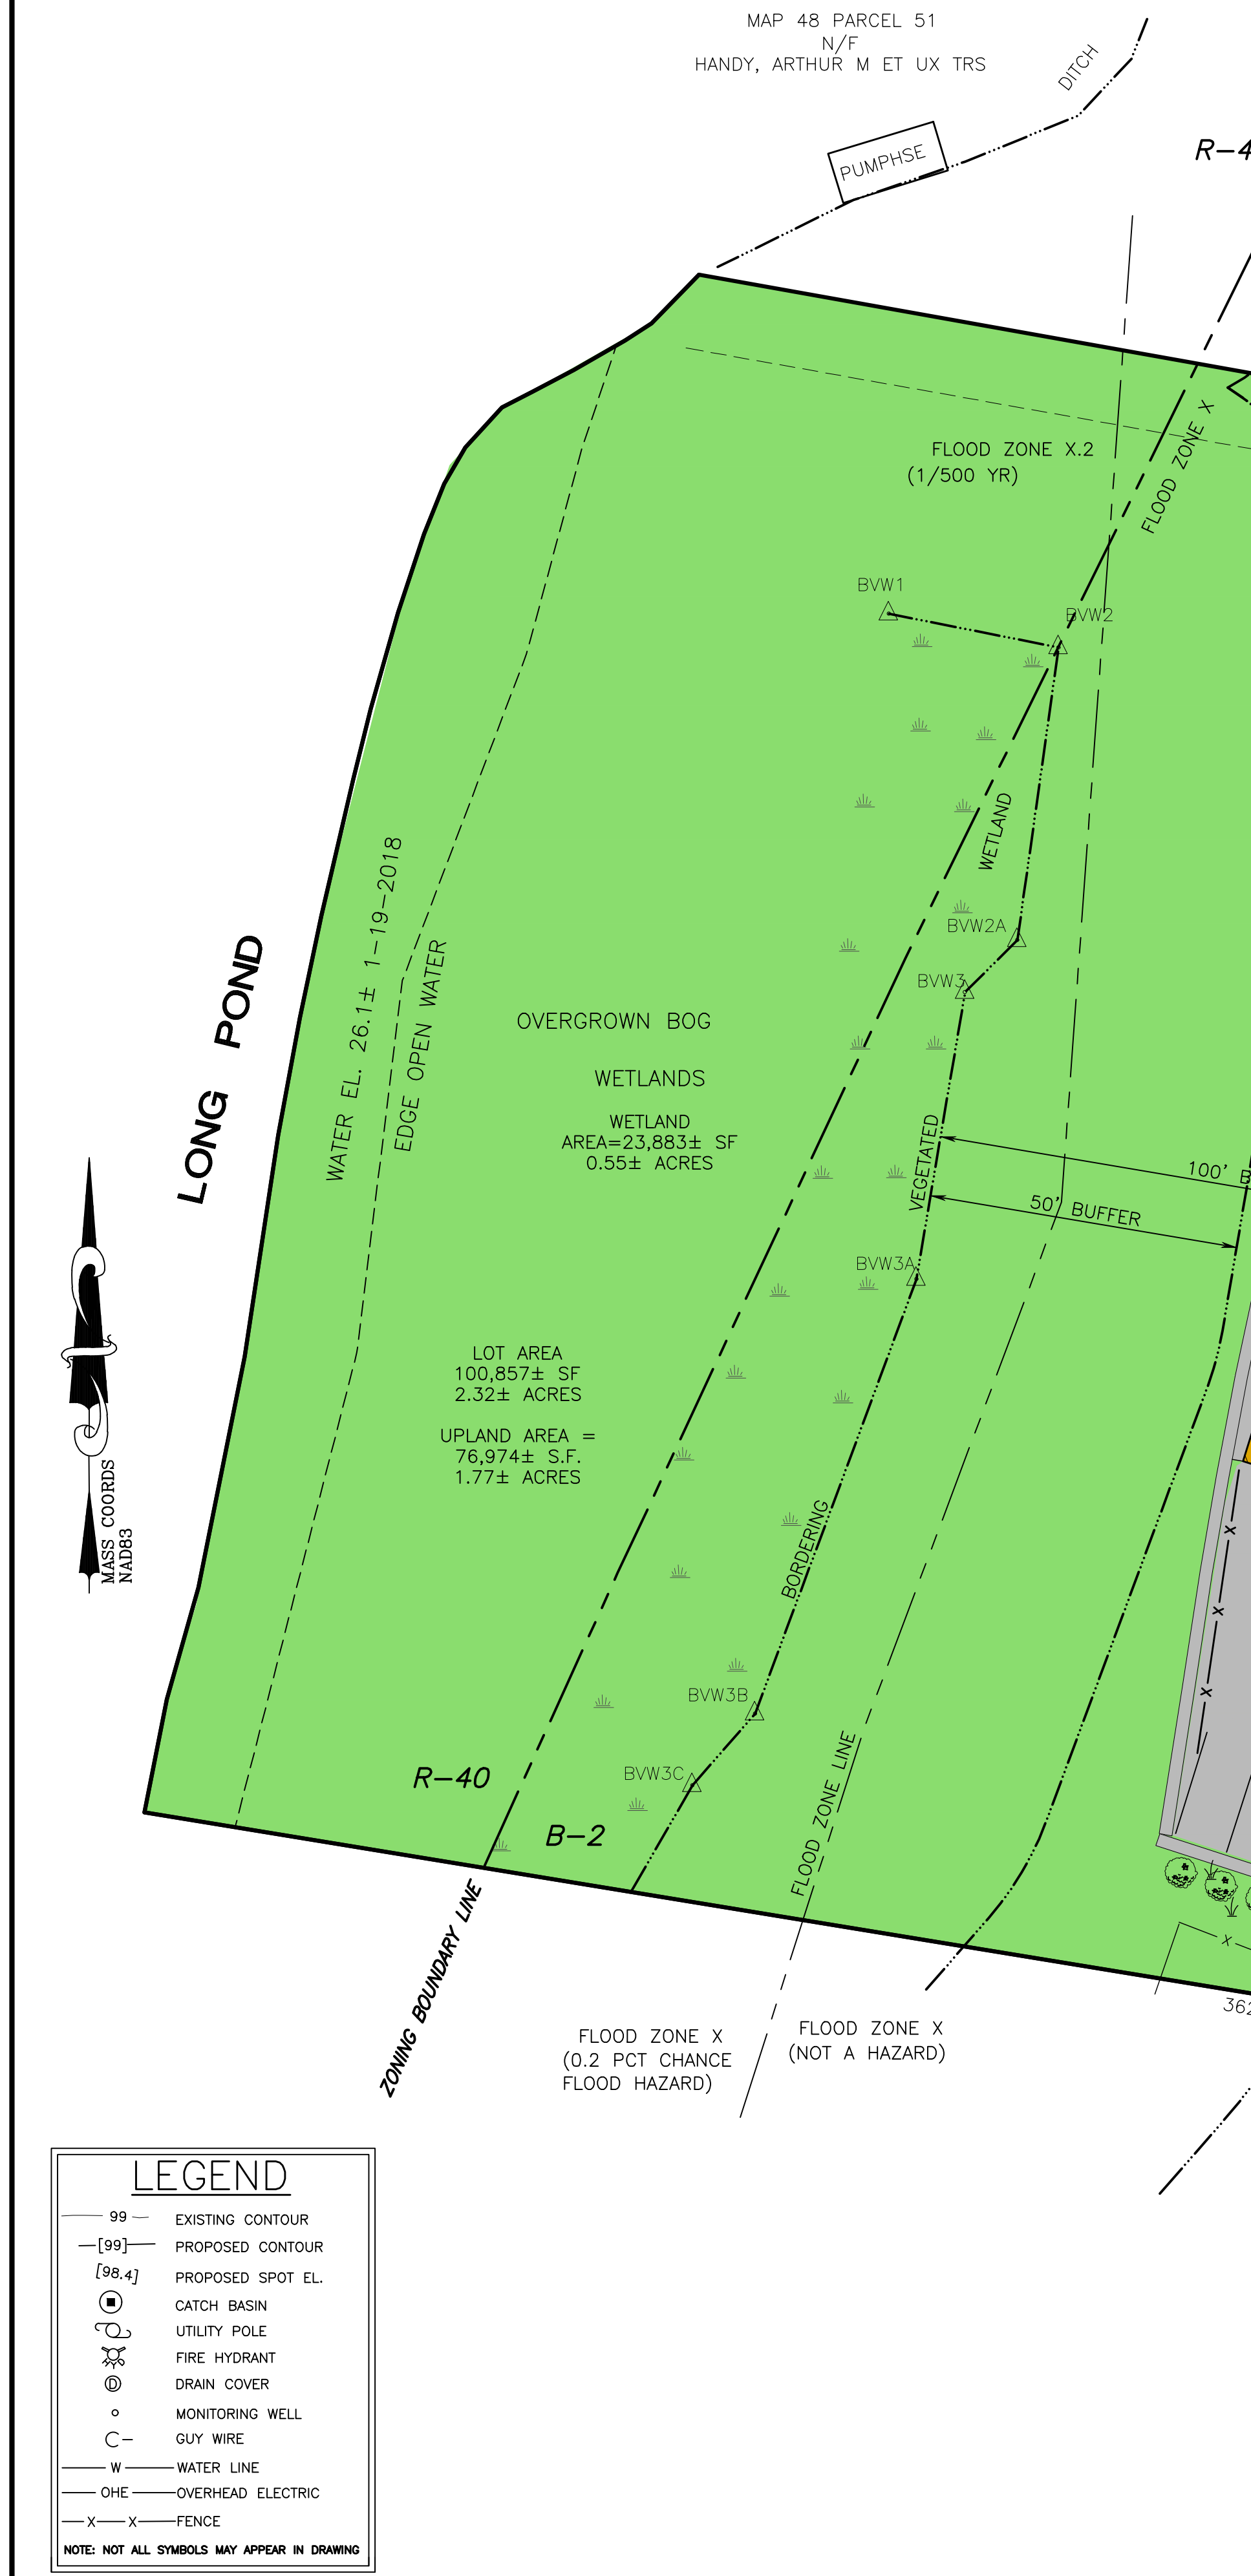 MAP 48 PARCEL 51
N/F
HANDY, ARTHUR M ET UX TRS
DITCH
PUMPHSE
R-4
FLOOD ZONE X.2
(1/500 YR)
FLOOD ZONE X
BVW1
BVW2
WETLAND
BVW2A
BVW3
LONG POND
WATER EL. 26.1± 1-19-2018
EDGE OPEN WATER
OVERGROWN BOG
WETLANDS
WETLAND
AREA=23,883± SF
0.55± ACRES
VEGETATED
100' B
50' BUFFER
BVW3A
LOT AREA
100,857± SF
2.32± ACRES
UPLAND AREA =
76,974± S.F.
1.77± ACRES
MASS COORDS
NAD83
BORDERING
X
X
X
BVW3B
BVW3C
R-40
B-2
FLOOD ZONE LINE
ZONING BOUNDARY LINE
X
362
FLOOD ZONE X
(0.2 PCT CHANCE
FLOOD HAZARD)
FLOOD ZONE X
(NOT A HAZARD)
LEGEND
99 EXISTING CONTOUR
[99] PROPOSED CONTOUR
[98.4] PROPOSED SPOT EL.
CATCH BASIN
UTILITY POLE
FIRE HYDRANT
D DRAIN COVER
MONITORING WELL
GUY WIRE
W WATER LINE
OHE OVERHEAD ELECTRIC
X X FENCE
NOTE: NOT ALL SYMBOLS MAY APPEAR IN DRAWING